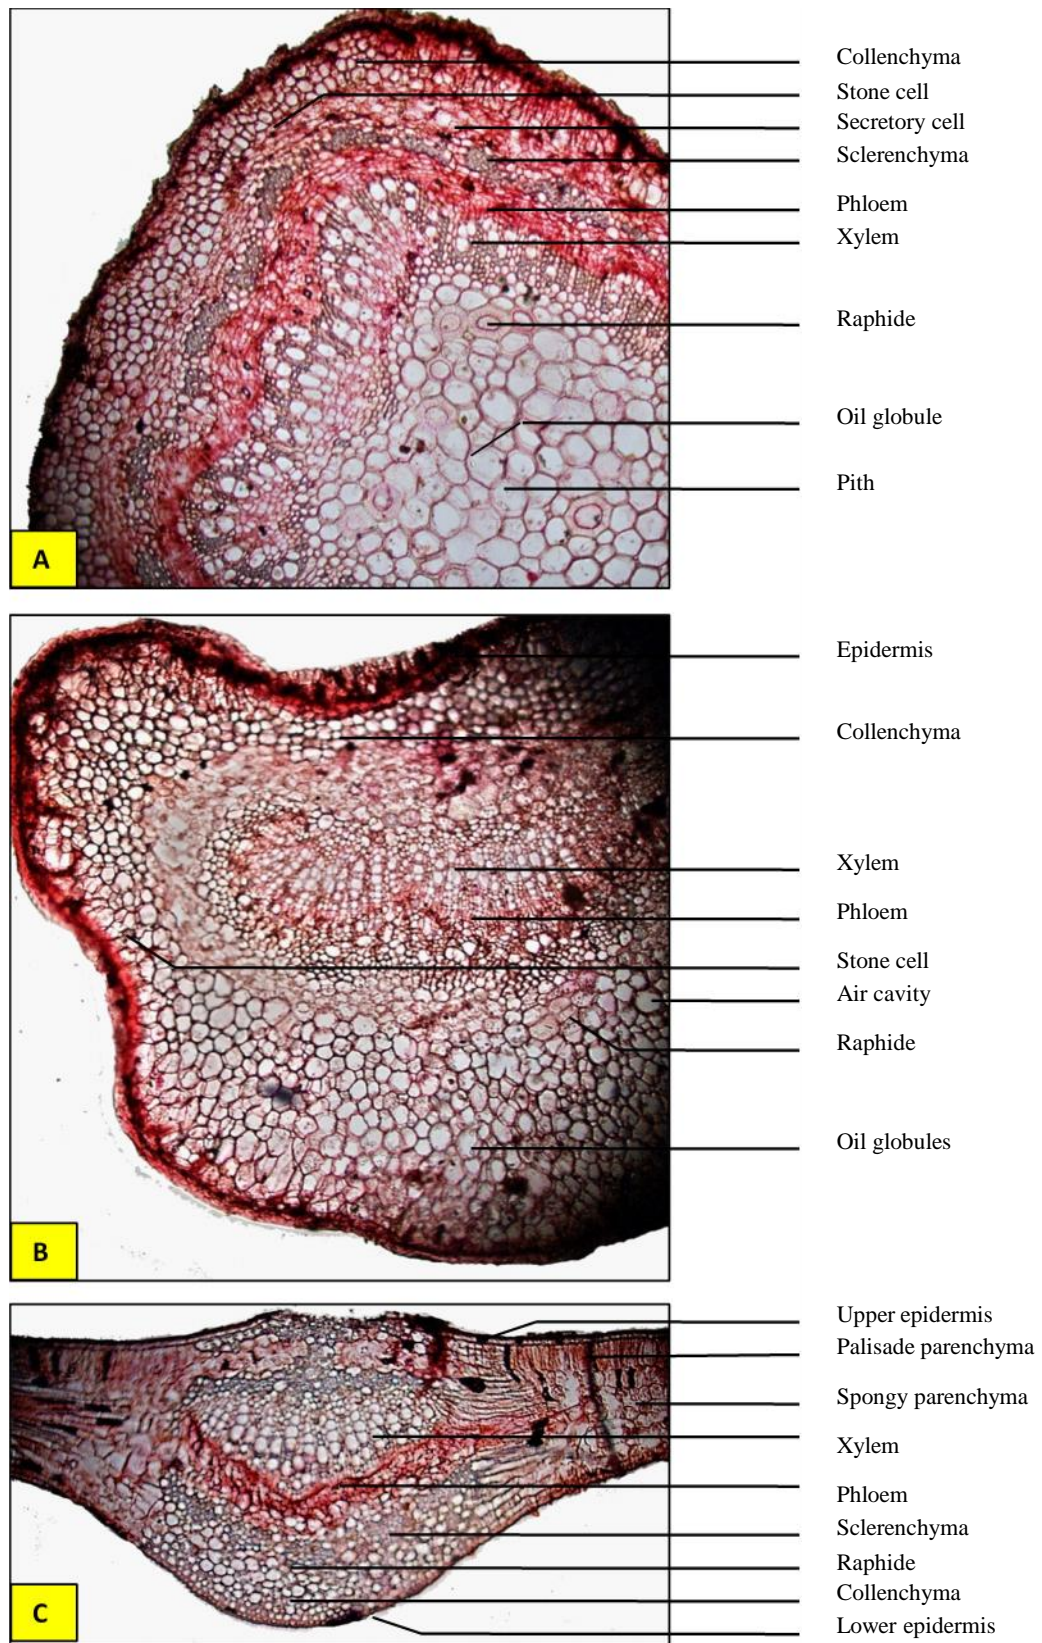 Collenchyma
Stone cell
Secretory cell
Sclerenchyma
Phloem
Xylem
Raphide
Oil globule
Pith
A
Epidermis
Collenchyma
Xylem
Phloem
Stone cell
Air cavity
Raphide
Oil globules
B
Upper epidermis
Palisade parenchyma
Spongy parenchyma
Xylem
Phloem
Sclerenchyma
Raphide
Collenchyma
Lower epidermis
C